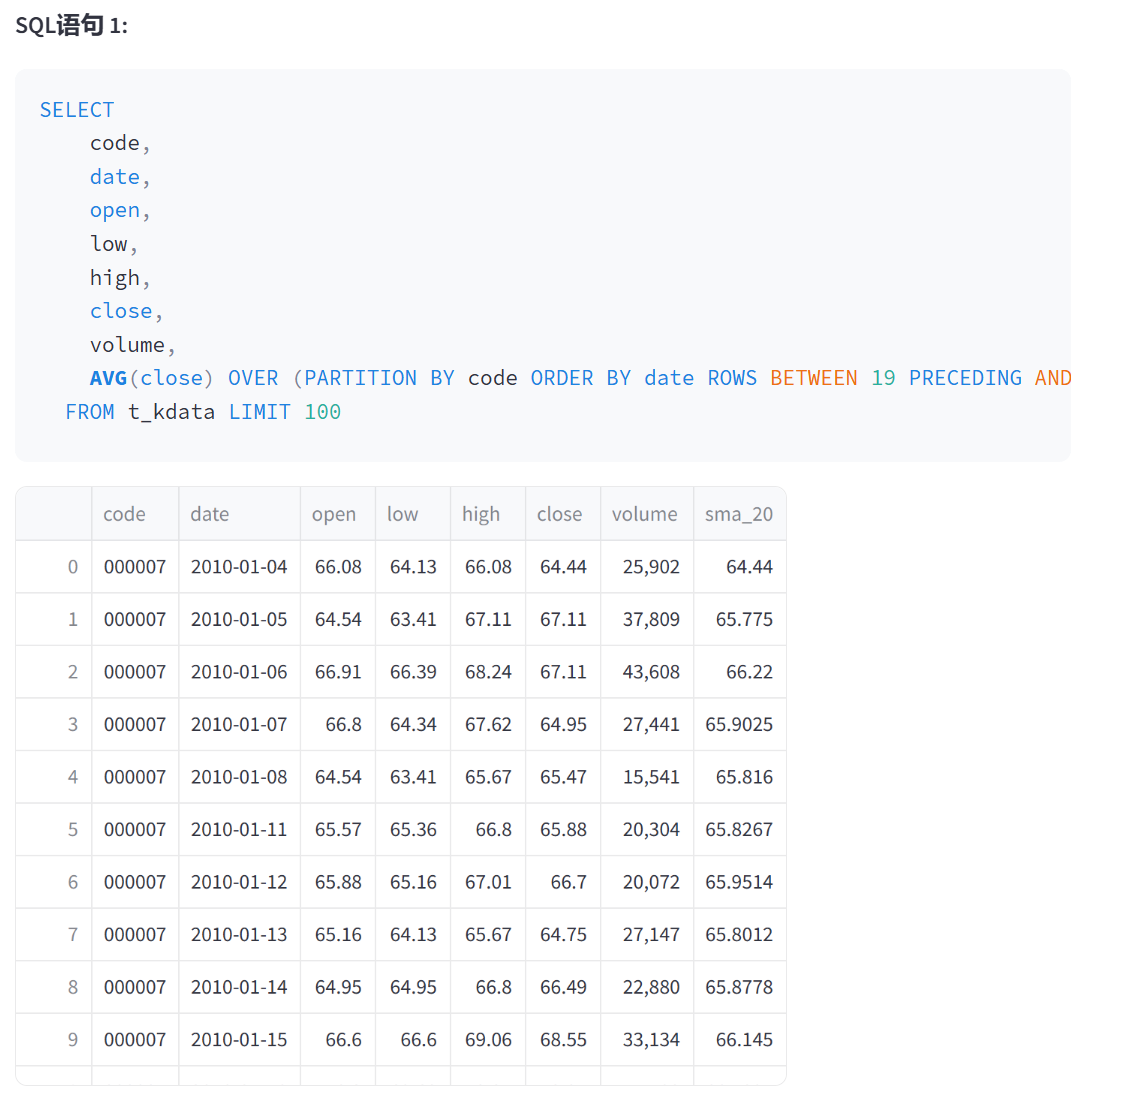 SQL语句 1:
SELECT
code,
date,
open,
low,
high,
close,
volume,
AVG(close) OVER (PARTITION BY code ORDER BY date ROWS BETWEEN 19 PRECEDING AND
FROM t_kdata LIMIT 100
code date open low high close volume sma_20
0 000007 2010-01-04 66.08 64.13 66.08 64.44 25,902 64.44
1 000007 2010-01-05 64.54 63.41 67.11 67.11 37,809 65.775
2 000007 2010-01-06 66.91 66.39 68.24 67.11 43,608 66.22
3 000007 2010-01-07 66.8 64.34 67.62 64.95 27,441 65.9025
4 000007 2010-01-08 64.54 63.41 65.67 65.47 15,541 65.816
5 000007 2010-01-11 65.57 65.36 66.8 65.88 20,304 65.8267
6 000007 2010-01-12 65.88 65.16 67.01 66.7 20,072 65.9514
7 000007 2010-01-13 65.16 64.13 65.67 64.75 27,147 65.8012
8 000007 2010-01-14 64.95 64.95 66.8 66.49 22,880 65.8778
9 000007 2010-01-15 66.6 66.6 69.06 68.55 33,134 66.145